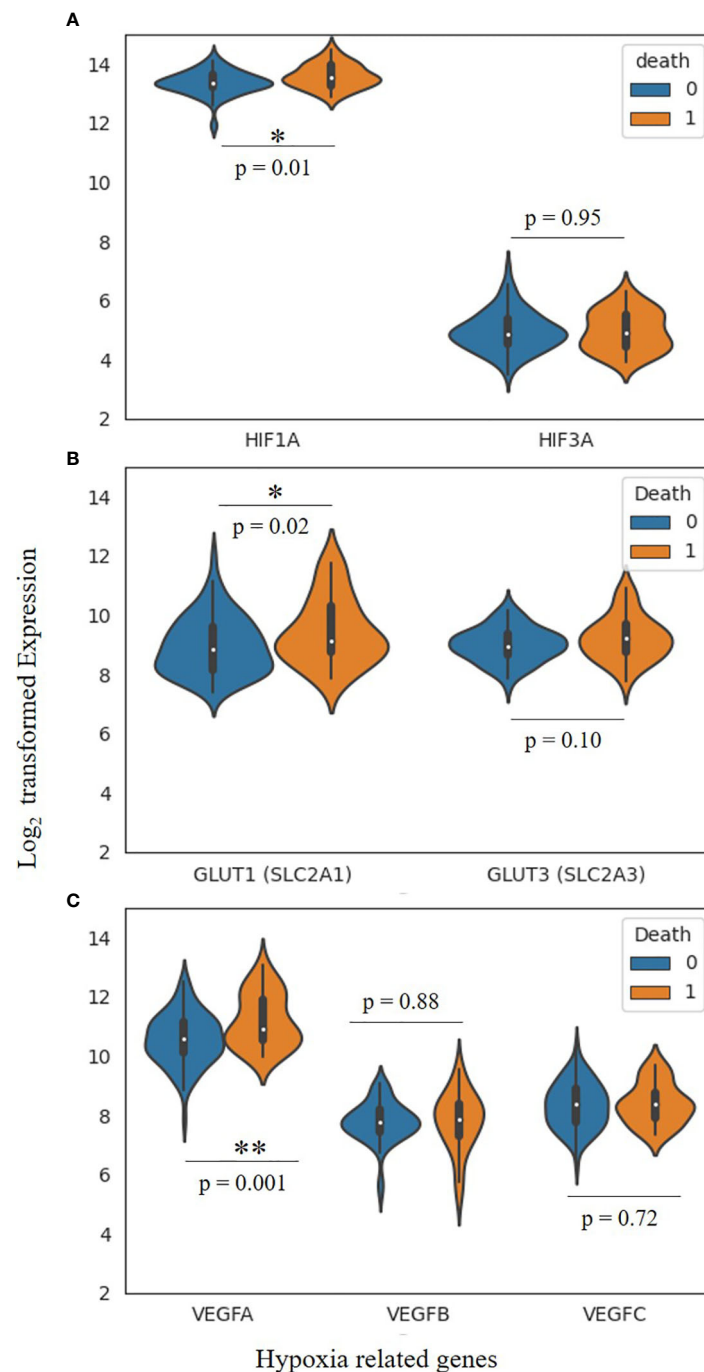 A
14
12
10
8
6
4
2
death
0
1
*
p = 0.01
p = 0.95
HIF1A HIF3A
B
14
12
10
8
6
4
2
Death
0
1
*
p = 0.02
p = 0.10
GLUT1 (SLC2A1) GLUT3 (SLC2A3)
Log2 transformed Expression
C
14
12
10
8
6
4
2
Death
0
1
p = 0.88
**
p = 0.001
p = 0.72
VEGFA VEGFB VEGFC
Hypoxia related genes